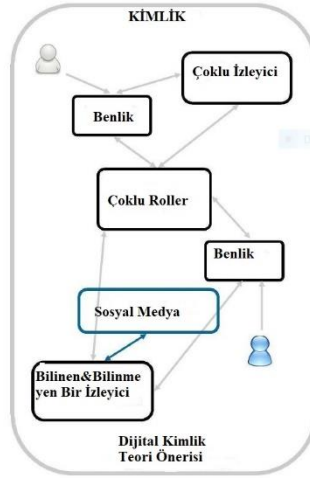 KİMLİK
Çoklu İzleyici
Benlik
Çoklu Roller
Benlik
Sosyal Medya
Bilinen&Bilinme
yen Bir İzleyici
Dijital Kimlik
Teori Önerisi